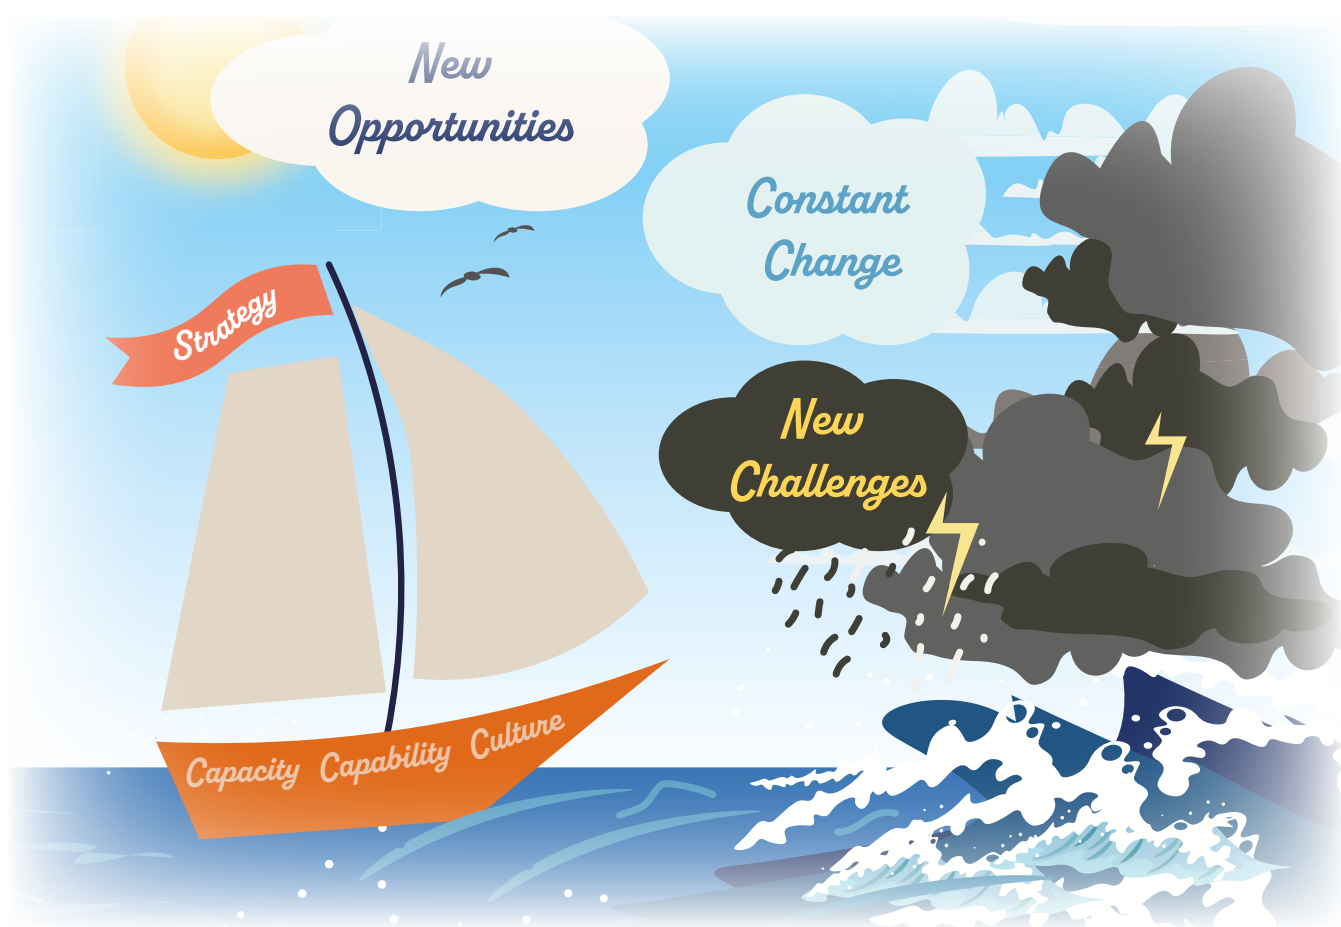 New
Opportunities
Constant
Change
Strategy
New
Challenges
Capacity Capability Culture